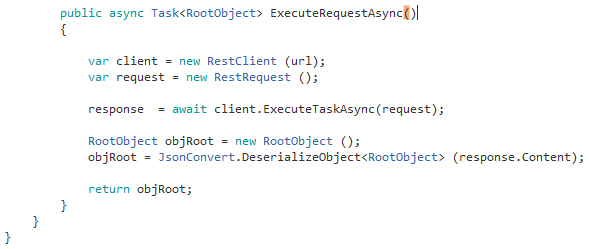 public async Task<RootObject> ExecuteRequestAsync()
{
var client = new RestClient (url);
var request = new RestRequest ();
response  = await client.ExecuteTaskAsync(request);
RootObject objRoot = new RootObject ();
objRoot = JsonConvert.DeserializeObject<RootObject> (response.Content);
return objRoot;
}
}
}